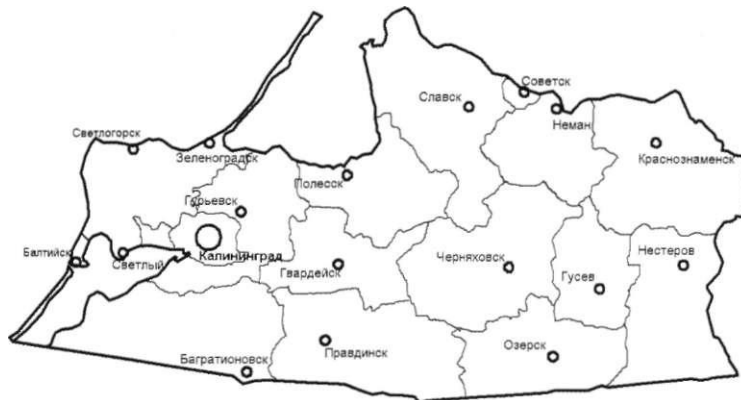 Советск
Славск
Неман
Светлогорск
Зеленоградск
Краснознаменск
Полесск
Гурьевск
Балтийск
Светлый
Калининград
Гвардейск
Черняховск
Гусев
Нестеров
Багратионовск
Правдинск
Озерск